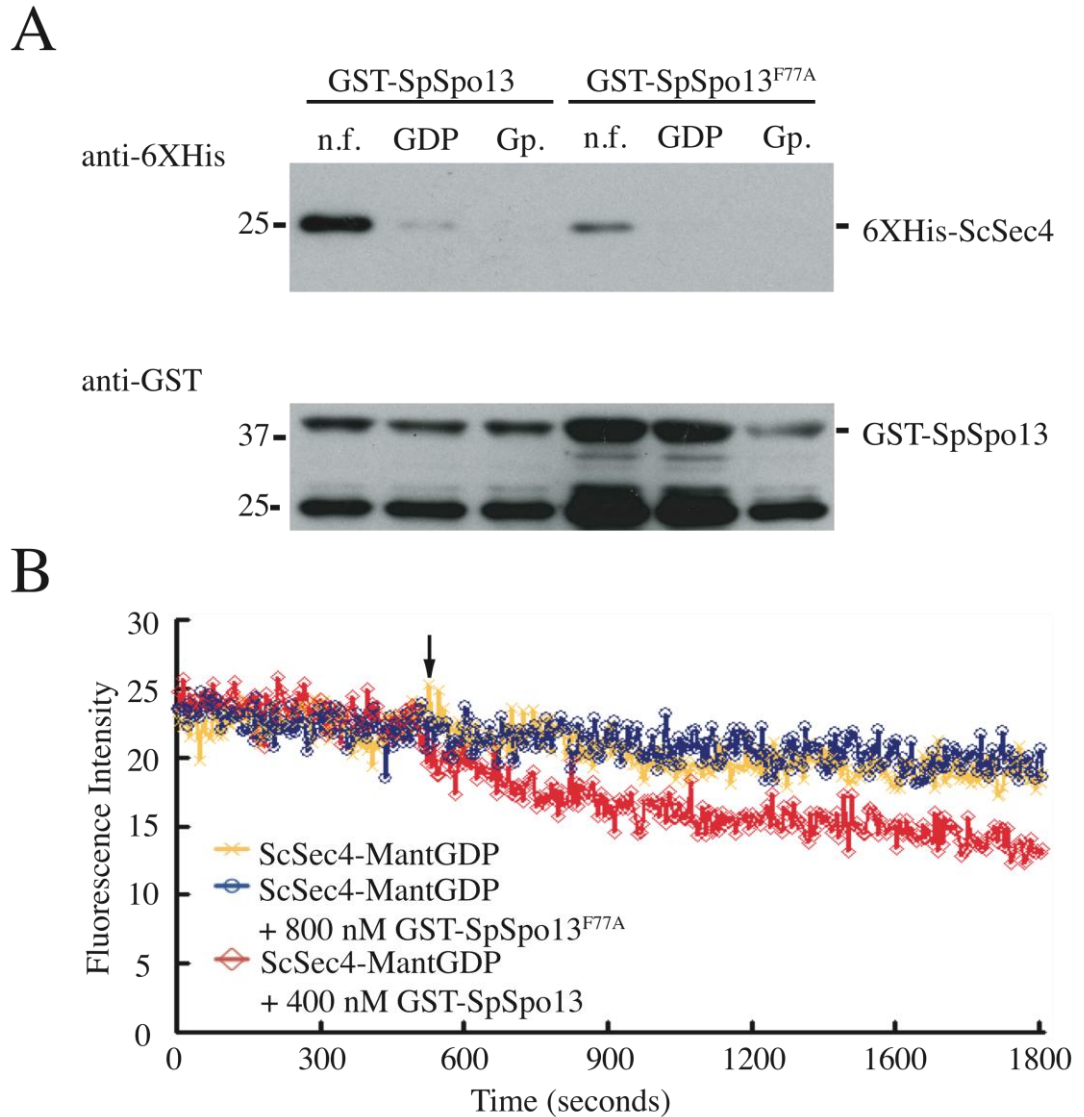 A
GST-SpSpo13 GST-SpSpo13F77A
n.f. GDP Gp. n.f. GDP Gp.
anti-6XHis
25 6XHis-ScSec4
anti-GST
37 GST-SpSpo13
25
B
30
25
20
15
10
5
0
Fluorescence Intensity
ScSec4-MantGDP
ScSec4-MantGDP
+ 800 nM GST-SpSpo13F77A
ScSec4-MantGDP
+ 400 nM GST-SpSpo13
0 300 600 900 1200 1600 1800
Time (seconds)